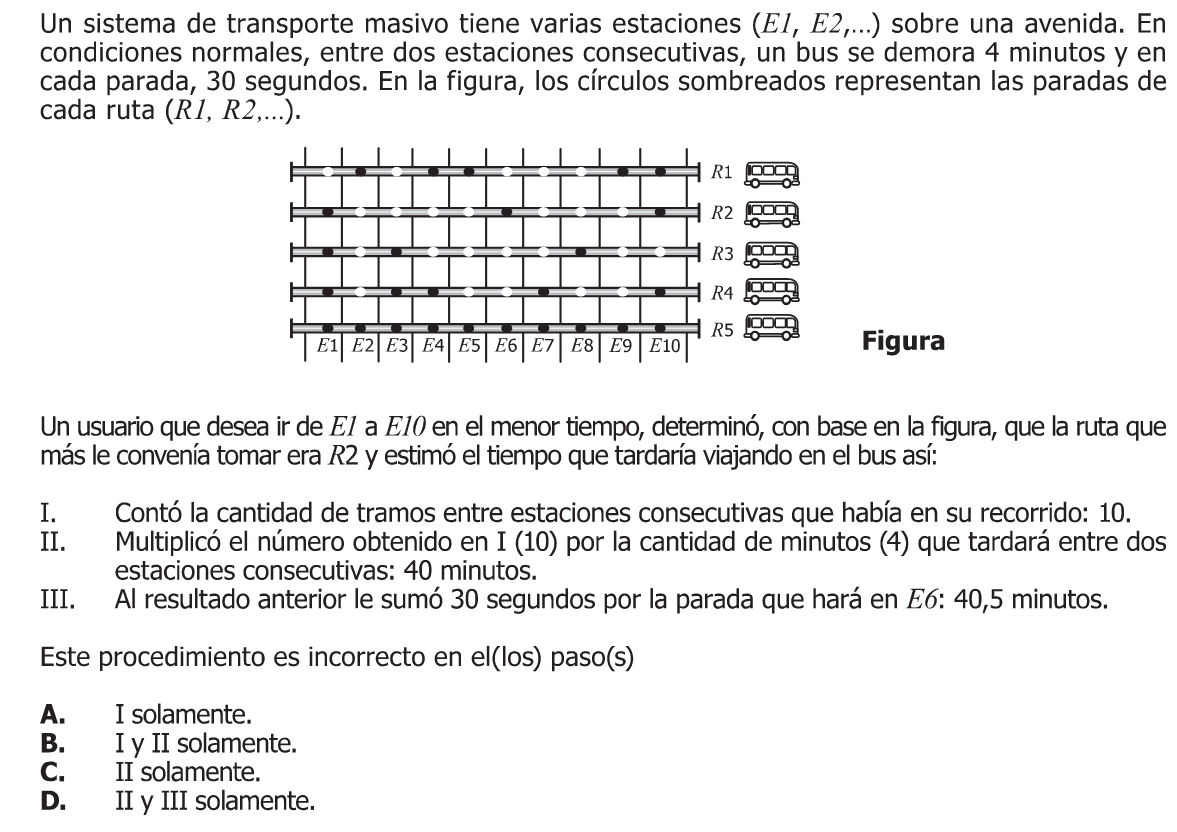 Un sistema de transporte masivo tiene varias estaciones (E1, E2,...) sobre una avenida. En
condiciones normales, entre dos estaciones consecutivas, un bus se demora 4 minutos y en
cada parada, 30 segundos. En la figura, los círculos sombreados representan las paradas de
cada ruta (R1, R2,...).
R1
R2
R3
R4
R5
E1 E2 E3 E4 E5 E6 E7 E8 E9 E10
Figura
Un usuario que desea ir de E1 a E10 en el menor tiempo, determinó, con base en la figura, que la ruta que
más le convenía tomar era R2 y estimó el tiempo que tardaría viajando en el bus así:
I. Contó la cantidad de tramos entre estaciones consecutivas que había en su recorrido: 10.
II. Multiplicó el número obtenido en I (10) por la cantidad de minutos (4) que tardará entre dos
estaciones consecutivas: 40 minutos.
III. Al resultado anterior le sumó 30 segundos por la parada que hará en E6: 40,5 minutos.
Este procedimiento es incorrecto en el(los) paso(s)
A. I solamente.
B. I y II solamente.
C. II solamente.
D. II y III solamente.